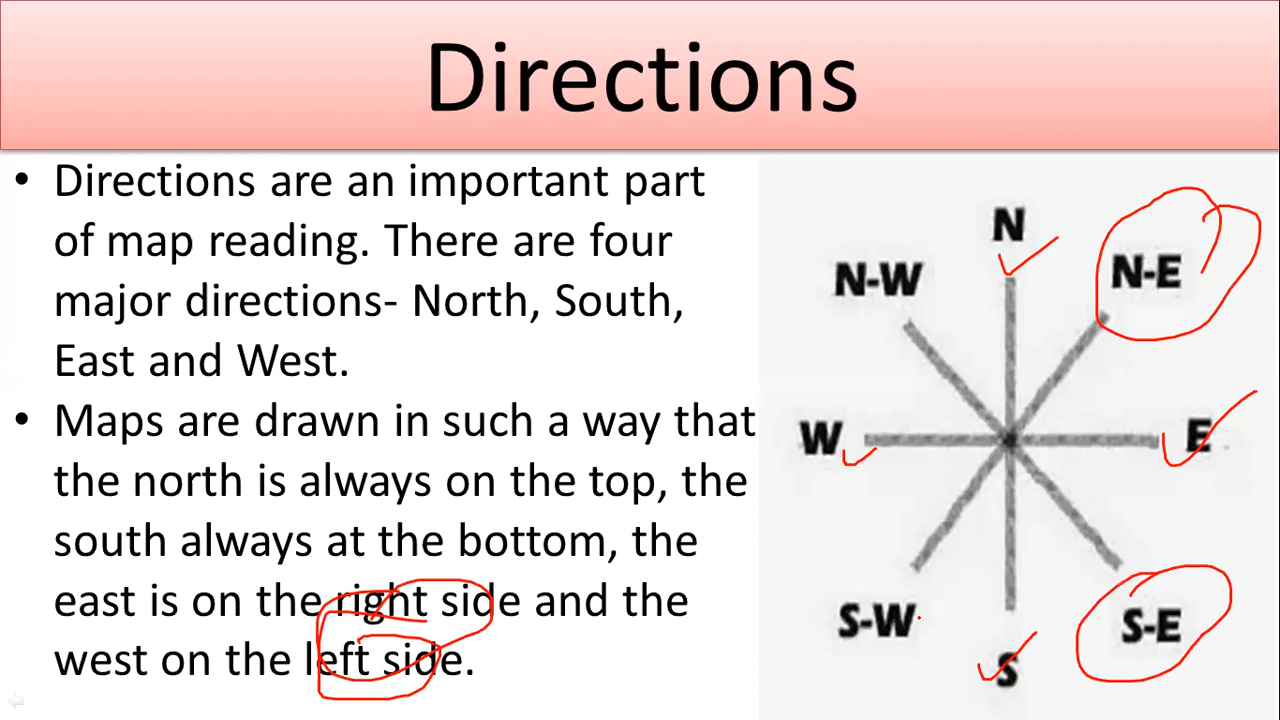 Directions
• Directions are an important part
of map reading. There are four
major directions- North, South,
East and West.
• Maps are drawn in such a way that
the north is always on the top, the
south always at the bottom, the
east is on the right side and the
west on the left side.
N
N-W
N-E
W
E
S-W
S-E
S